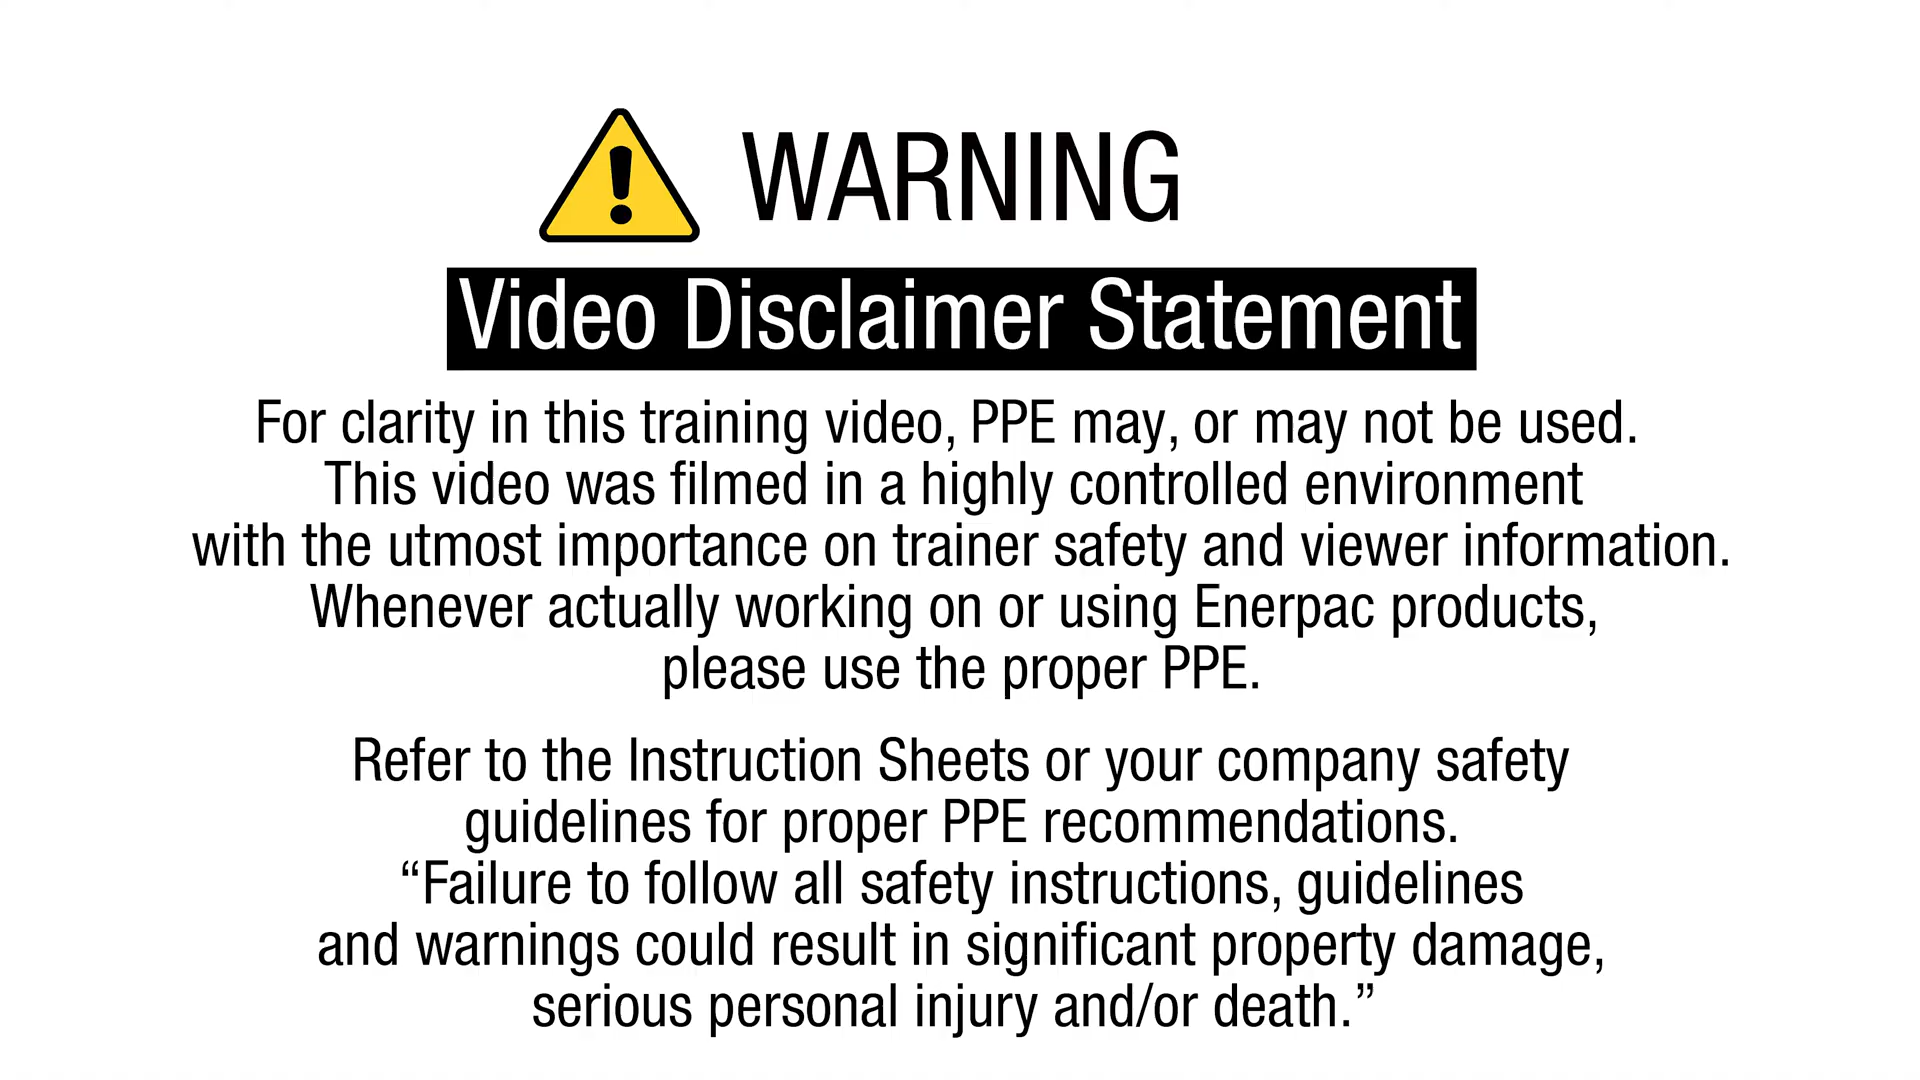 WARNING
Video Disclaimer Statement
For clarity in this training video, PPE may, or may not be used.
This video was filmed in a highly controlled environment
with the utmost importance on trainer safety and viewer information.
Whenever actually working on or using Enerpac products,
please use the proper PPE.
Refer to the Instruction Sheets or your company safety
guidelines for proper PPE recommendations.
“Failure to follow all safety instructions, guidelines
and warnings could result in significant property damage,
serious personal injury and/or death.”